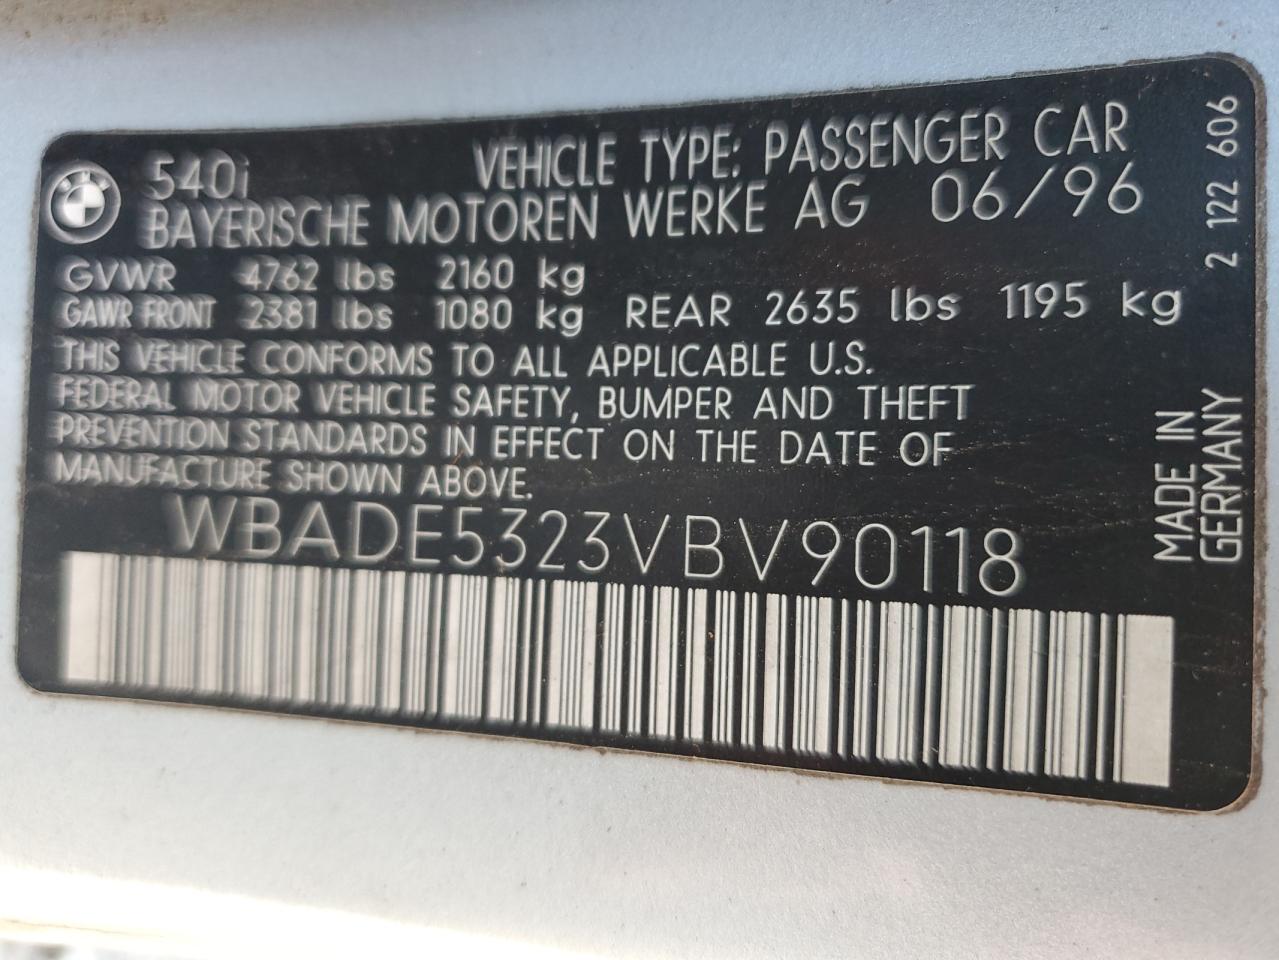 540i VEHICLE TYPE: PASSENGER CAR
BAYERISCHE MOTOREN WERKE AG 06/96
GVWR 4762 lbs 2160 kg
GAWR FRONT 2381 lbs 1080 kg REAR 2635 lbs 1195 kg
THIS VEHICLE CONFORMS TO ALL APPLICABLE U.S.
FEDERAL MOTOR VEHICLE SAFETY, BUMPER AND THEFT
PREVENTION STANDARDS IN EFFECT ON THE DATE OF
MANUFACTURE SHOWN ABOVE.
WBADE5323VBV90118
2 122 606
MADE IN
GERMANY